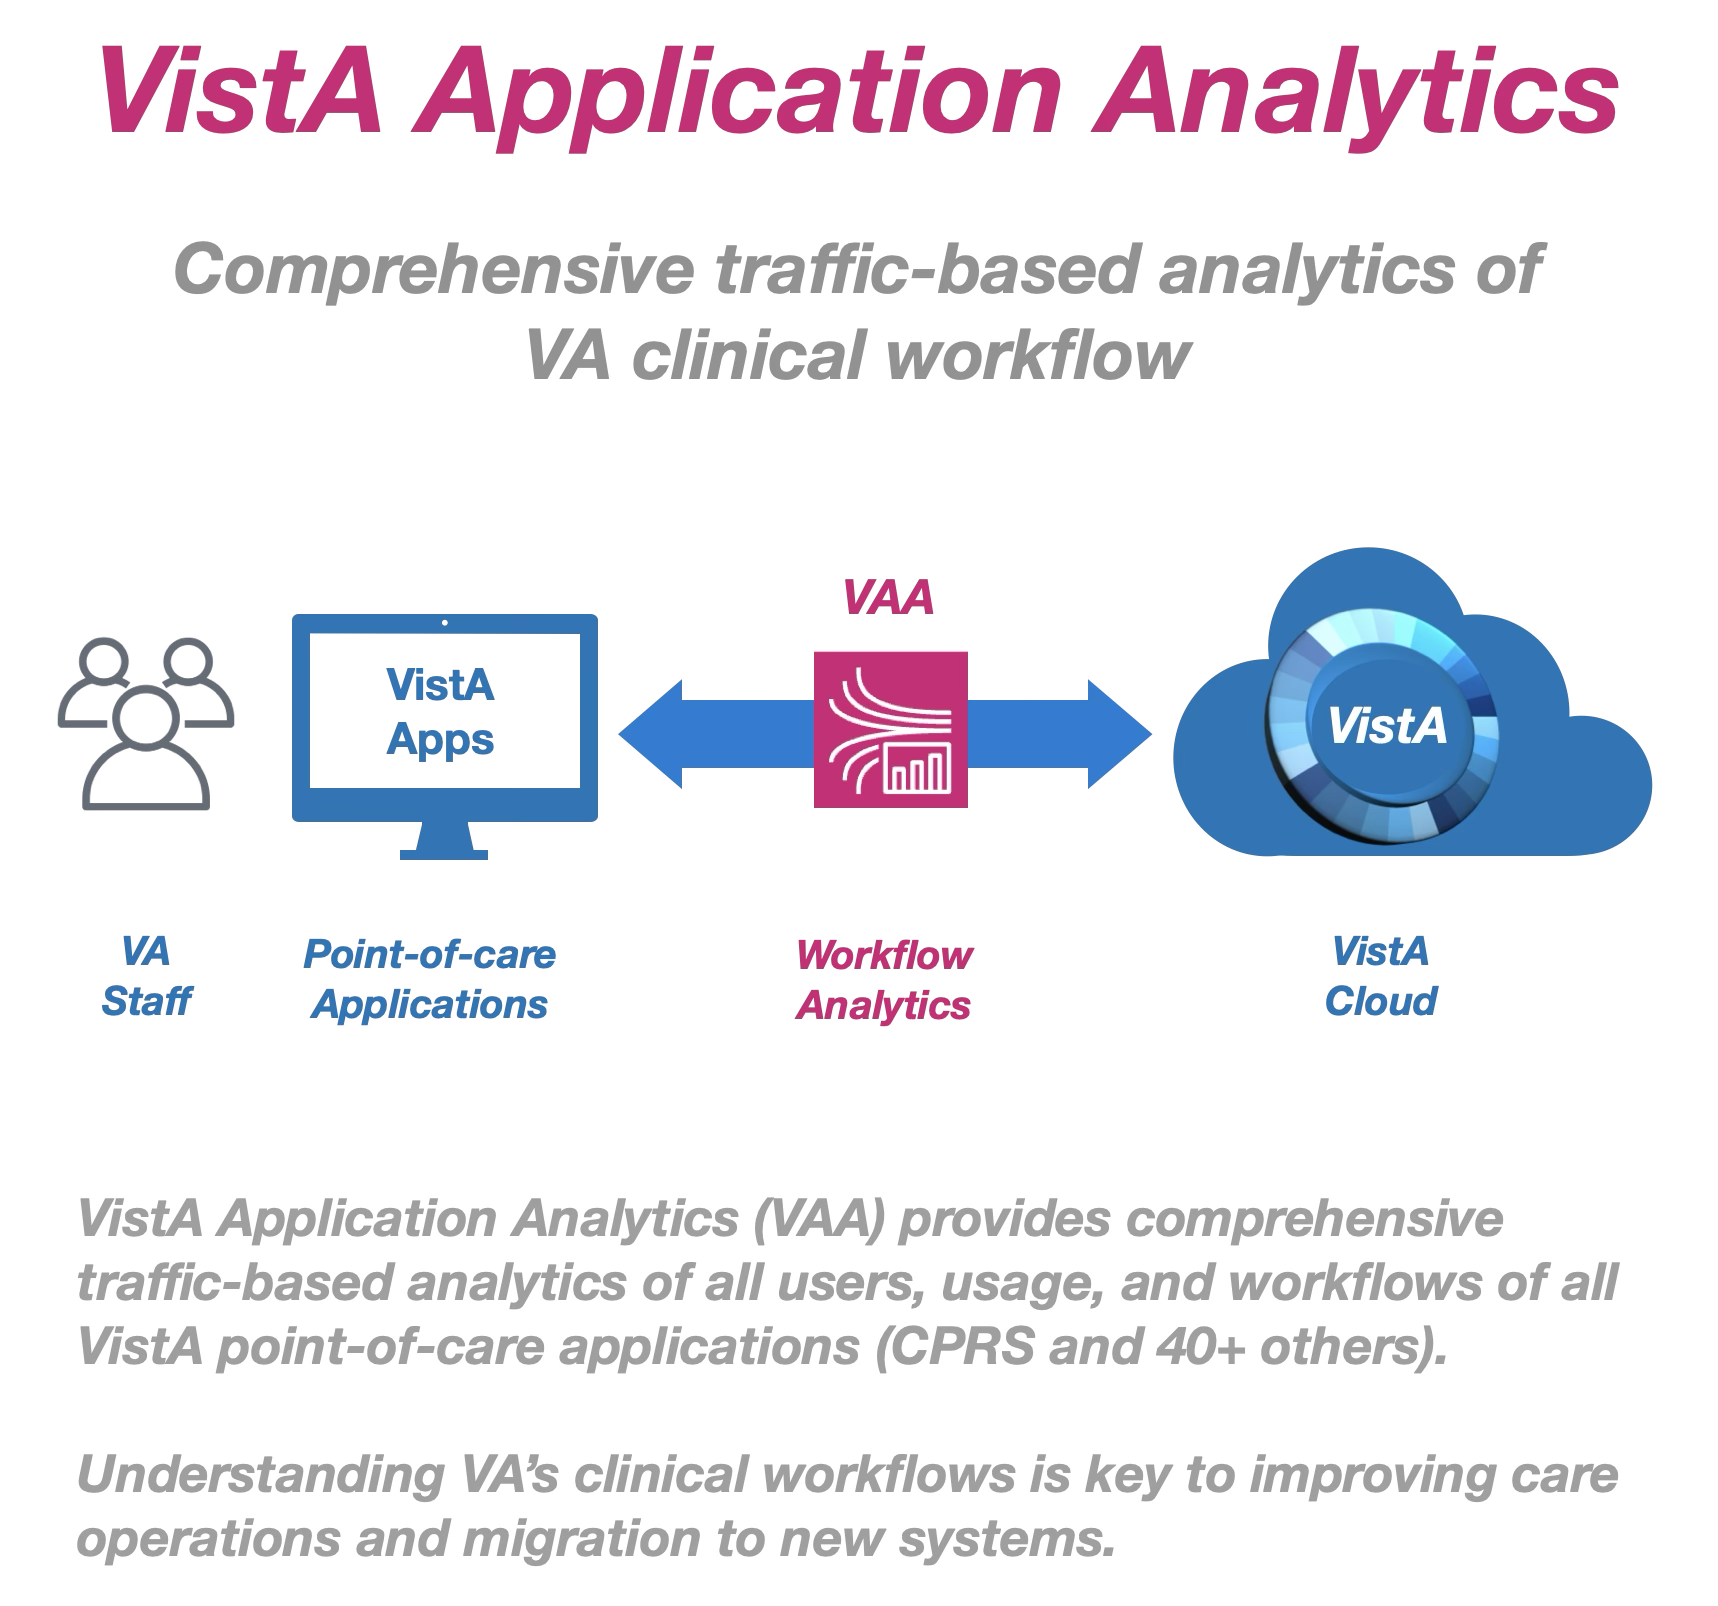 VistA Application Analytics
Comprehensive traffic-based analytics of
VA clinical workflow
VAA
VistA
Apps
VistA
VA
Staff
Point-of-care
Applications
Workflow
Analytics
VistA
Cloud
VistA Application Analytics (VAA) provides comprehensive
traffic-based analytics of all users, usage, and workflows of all
VistA point-of-care applications (CPRS and 40+ others).
Understanding VA’s clinical workflows is key to improving care
operations and migration to new systems.